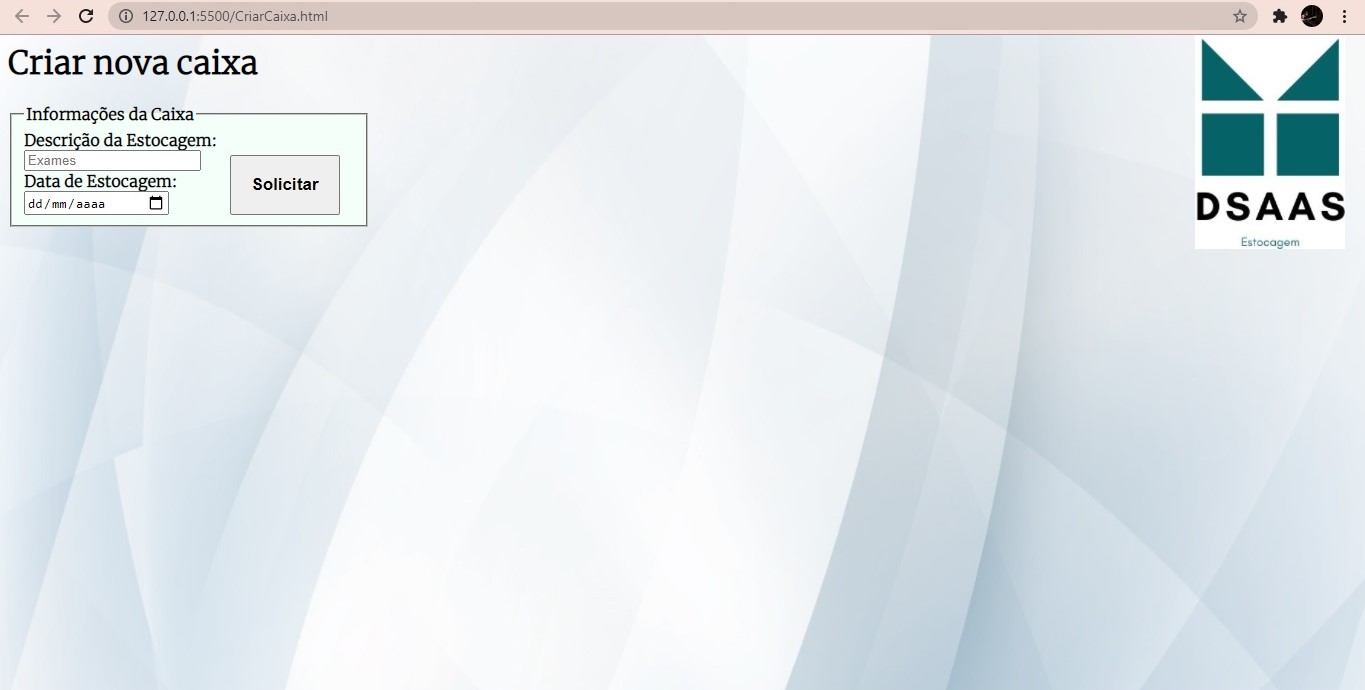 127.0.0.1:5500/CriarCaixa.html
Criar nova caixa
Informações da Caixa
Descrição da Estocagem:
Exames
Data de Estocagem:
dd/mm/aaaa
Solicitar
DSAAS
Estocagem